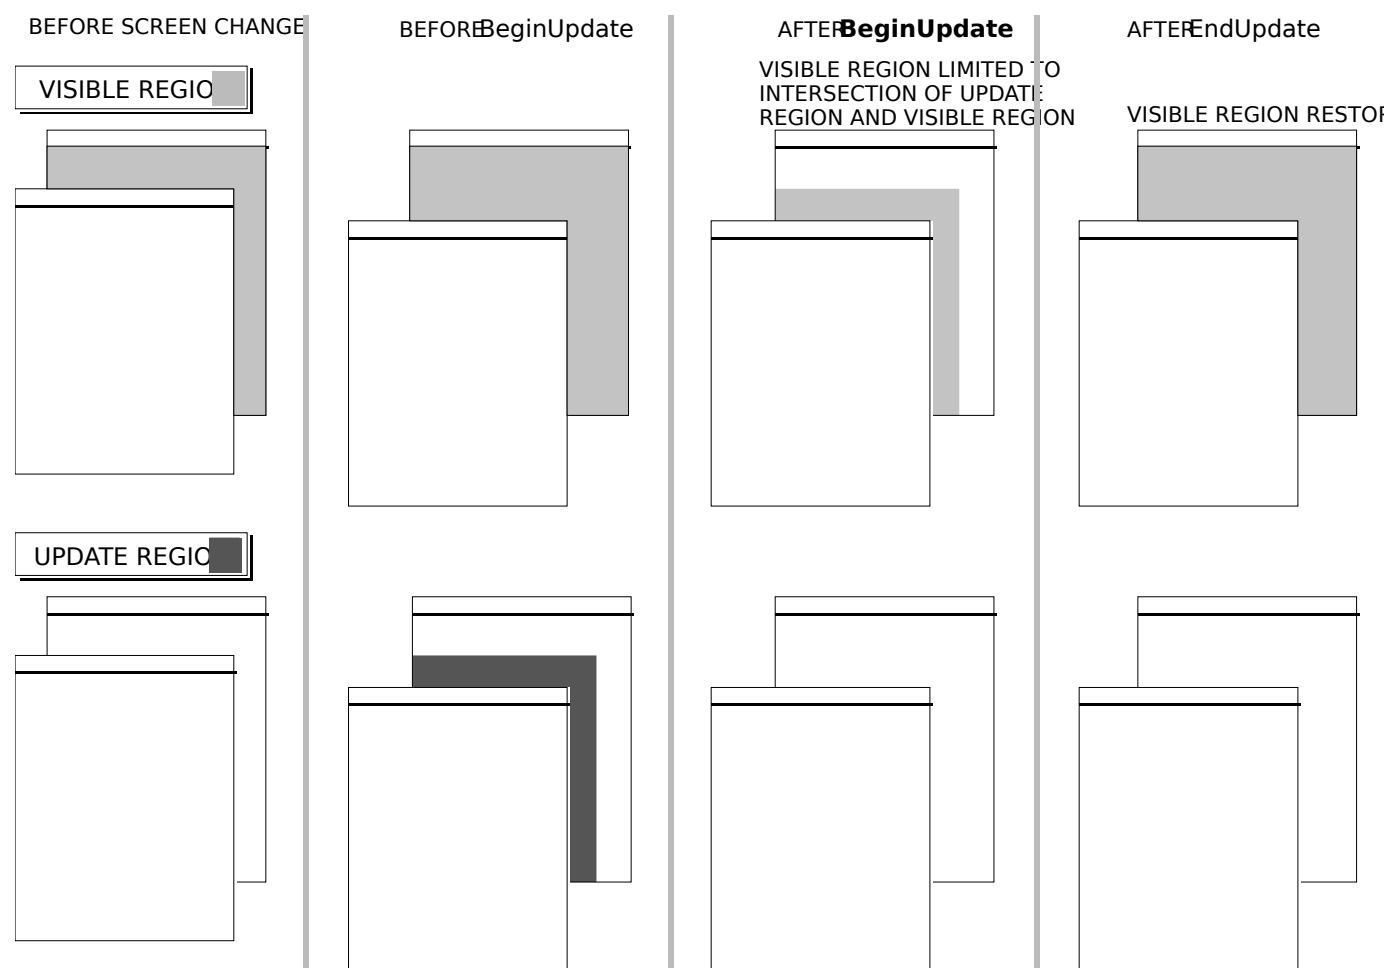 BEFORE SCREEN CHANGE
BEFORE BeginUpdate
AFTER BeginUpdate
AFTER EndUpdate
VISIBLE REGIO
VISIBLE REGION LIMITED TO
INTERSECTION OF UPDATE
REGION AND VISIBLE REGION
VISIBLE REGION RESTOR
UPDATE REGIO